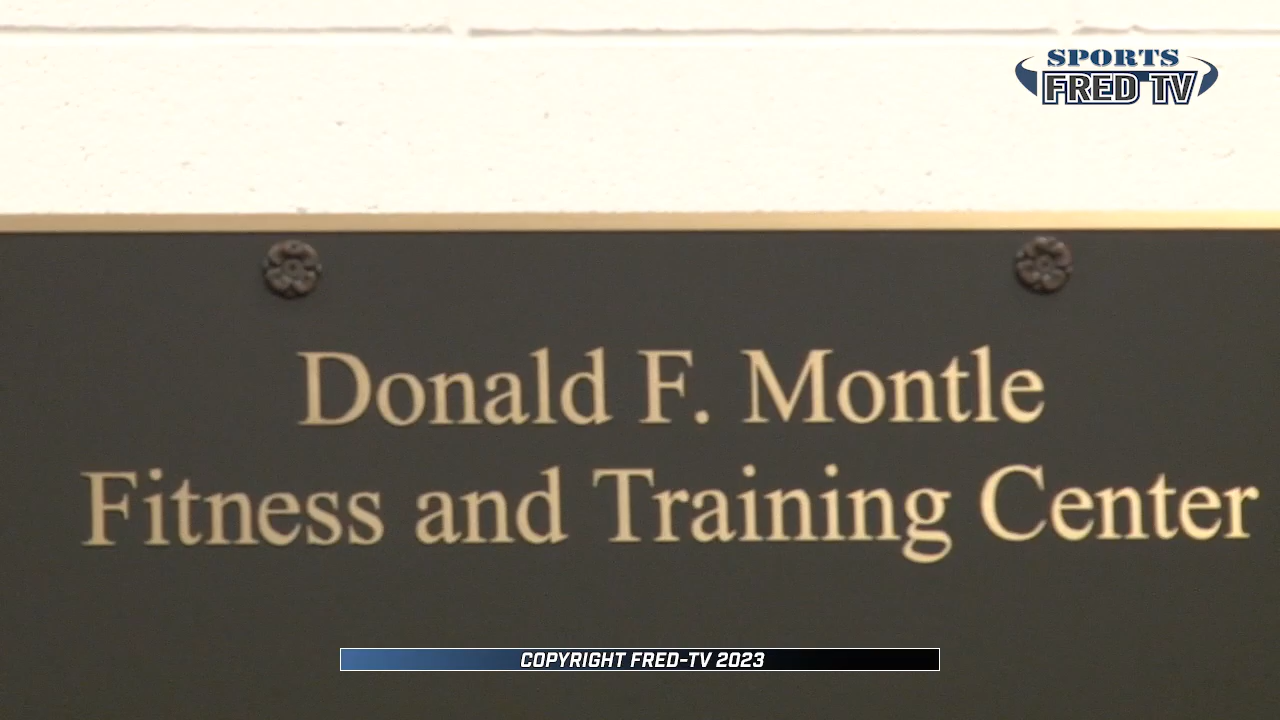 SPORTS
FRED TV
Donald F. Montle
Fitness and Training Center
COPYRIGHT FRED-TV 2023